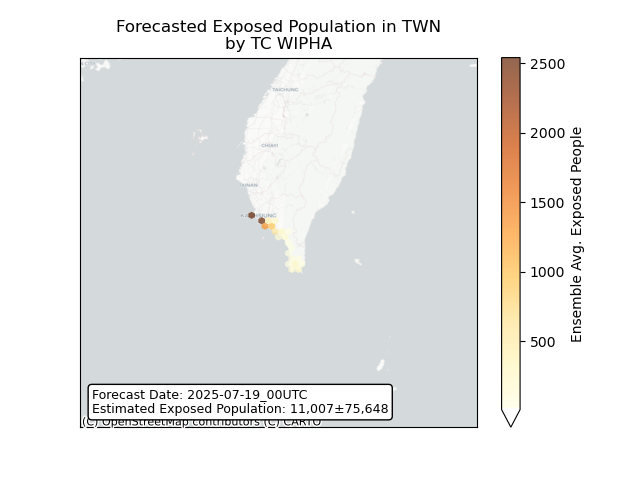 Forecasted Exposed Population in TWN
by TC WIPHA
TAICHUNG
2500
2000
1500
1000
500
Ensemble Avg. Exposed People
Forecast Date: 2025-07-19_00UTC
Estimated Exposed Population: 11,007±75,648
(C) OpenStreetMap contributors (C) CARTO